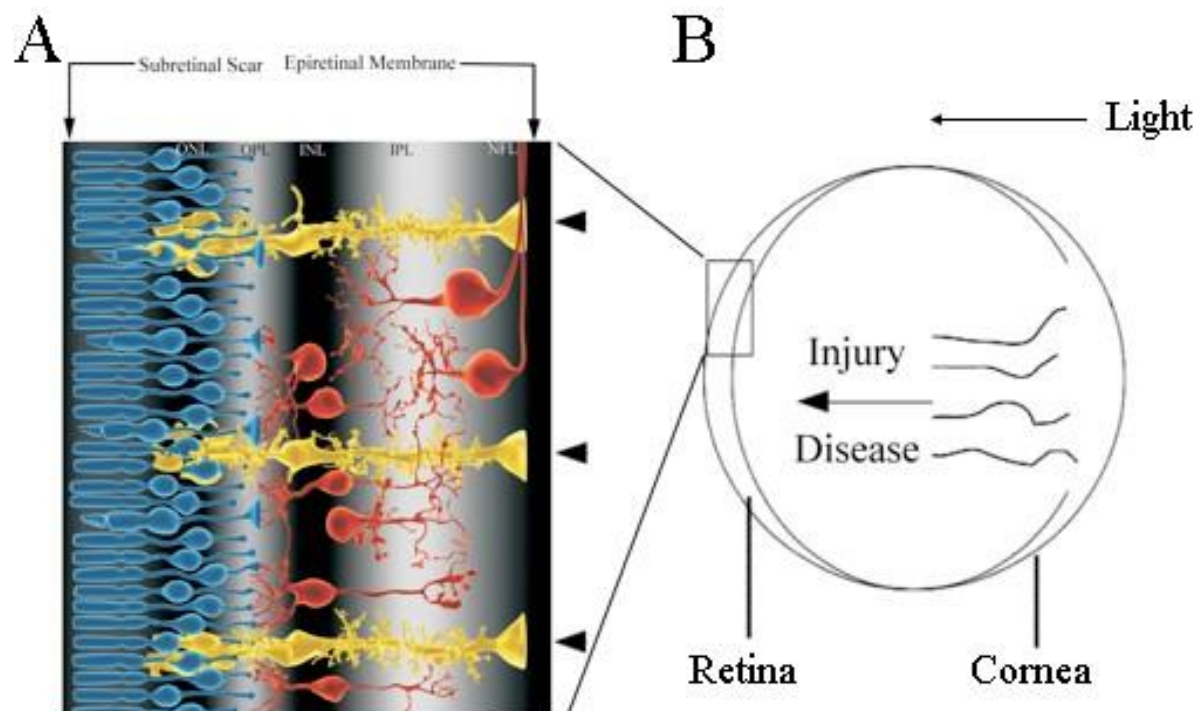 A
Subretinal Scar Epiretinal Membrane
ONL OPL INL IPL NFL
B
Light
Injury
Disease
Retina
Cornea